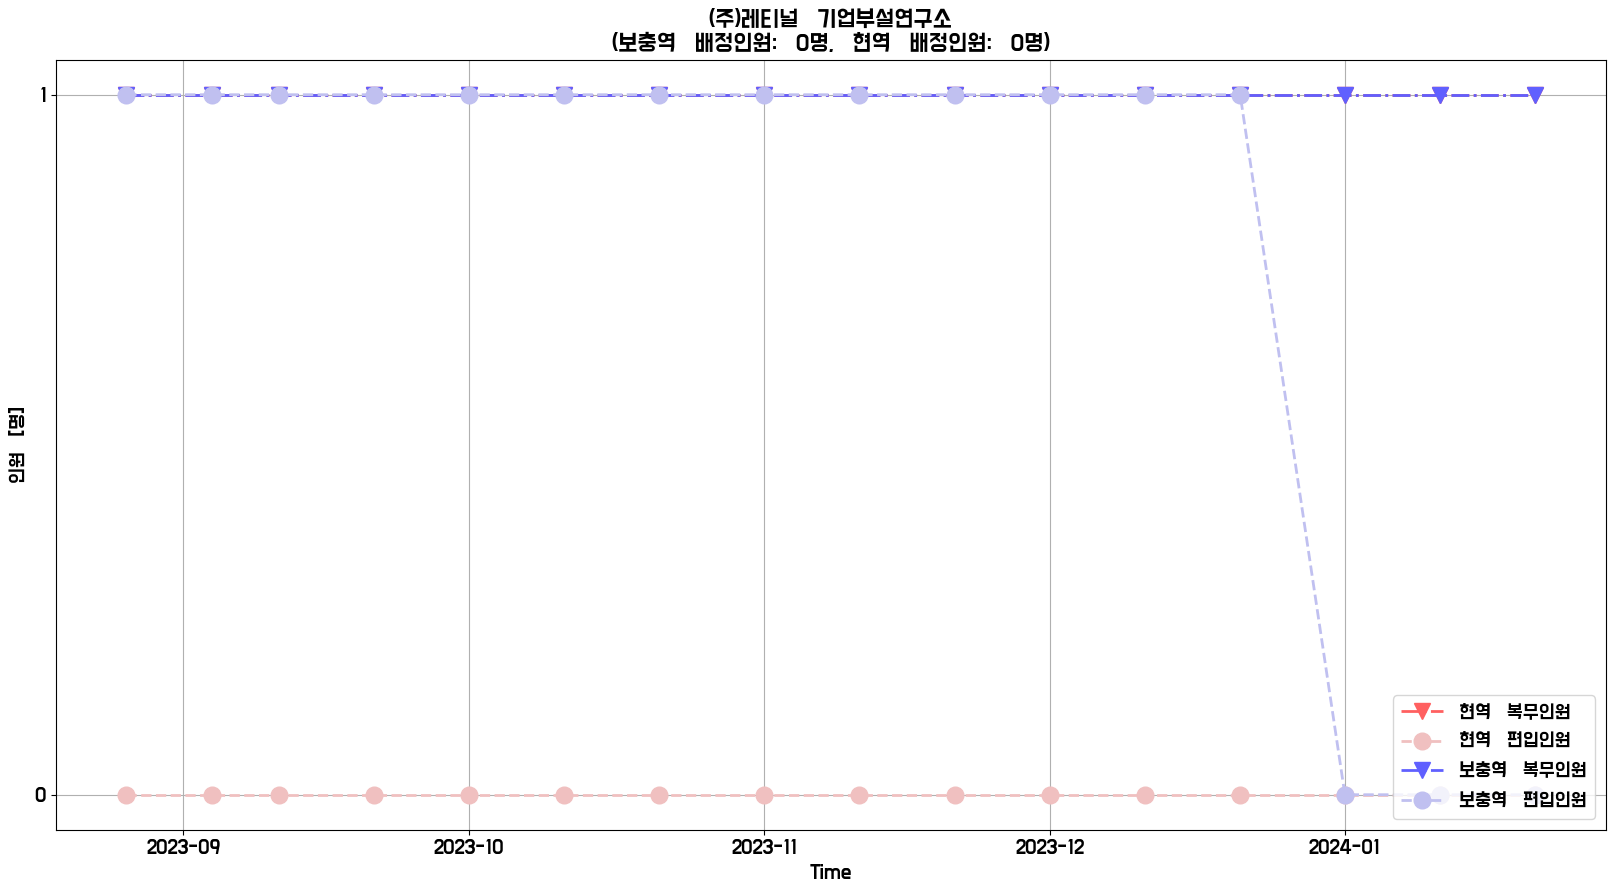 (주)레티널 기업부설연구소
(보충역 배정인원: 0명, 현역 배정인원: 0명)
1
0
인원 [명]
2023-09
2023-10
2023-11
2023-12
2024-01
Time
현역 복무인원
현역 편입인원
보충역 복무인원
보충역 편입인원